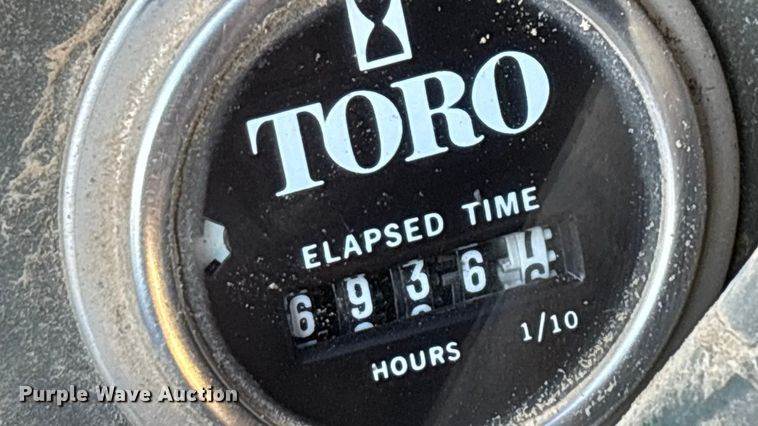 TORO
ELAPSED TIME
6936
HOURS 1/10
Purple Wave Auction